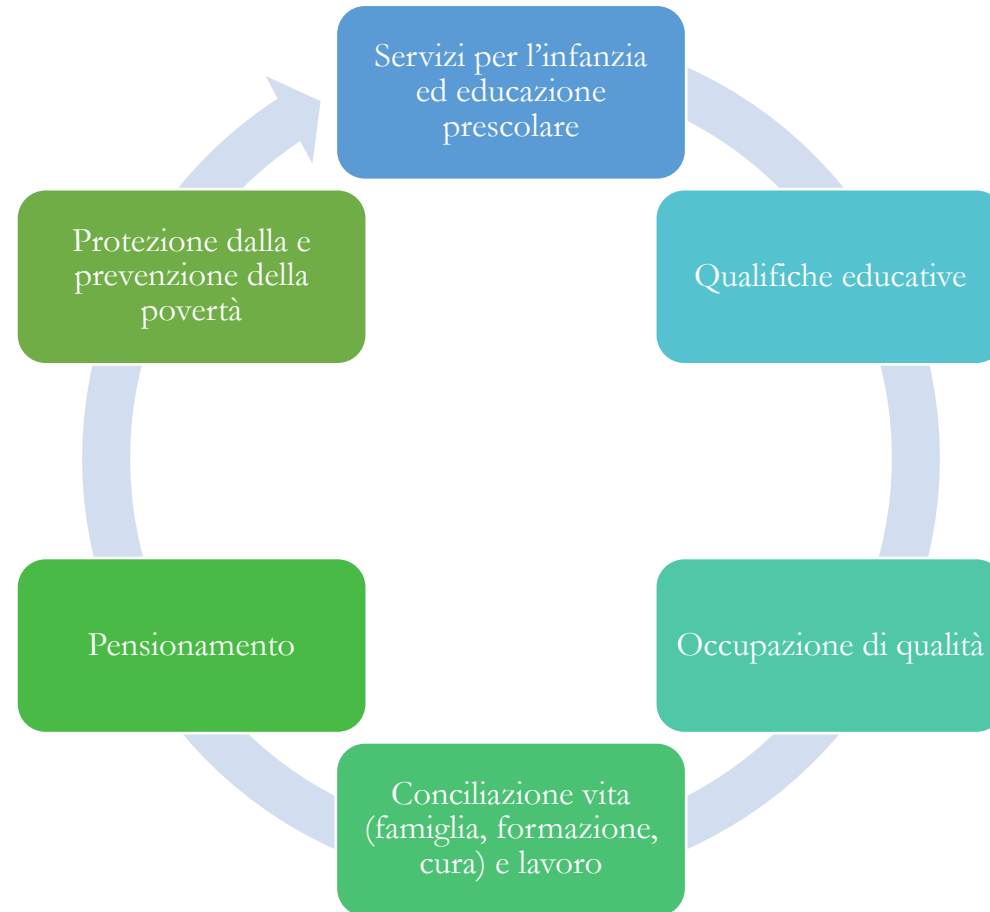 Servizi per l’infanzia
ed educazione
prescolare
Qualifiche educative
Occupazione di qualità
Conciliazione vita
(famiglia, formazione,
cura) e lavoro
Pensionamento
Protezione dalla e
prevenzione della
povertà